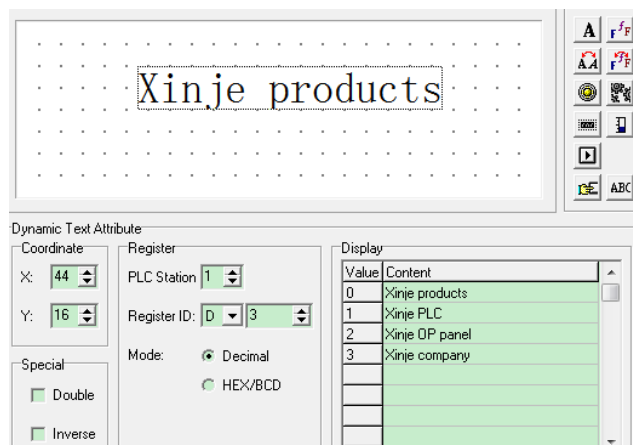 Xinje products
A
fF
F
AA
F
F
ABC
Dynamic Text Attribute
Coordinate
X: 44
Y: 16
Special
Double
Inverse
Register
PLC Station 1
Register ID: D 3
Mode: Decimal
HEX/BCD
Display
Value Content
0 Xinje products
1 Xinje PLC
2 Xinje OP panel
3 Xinje company